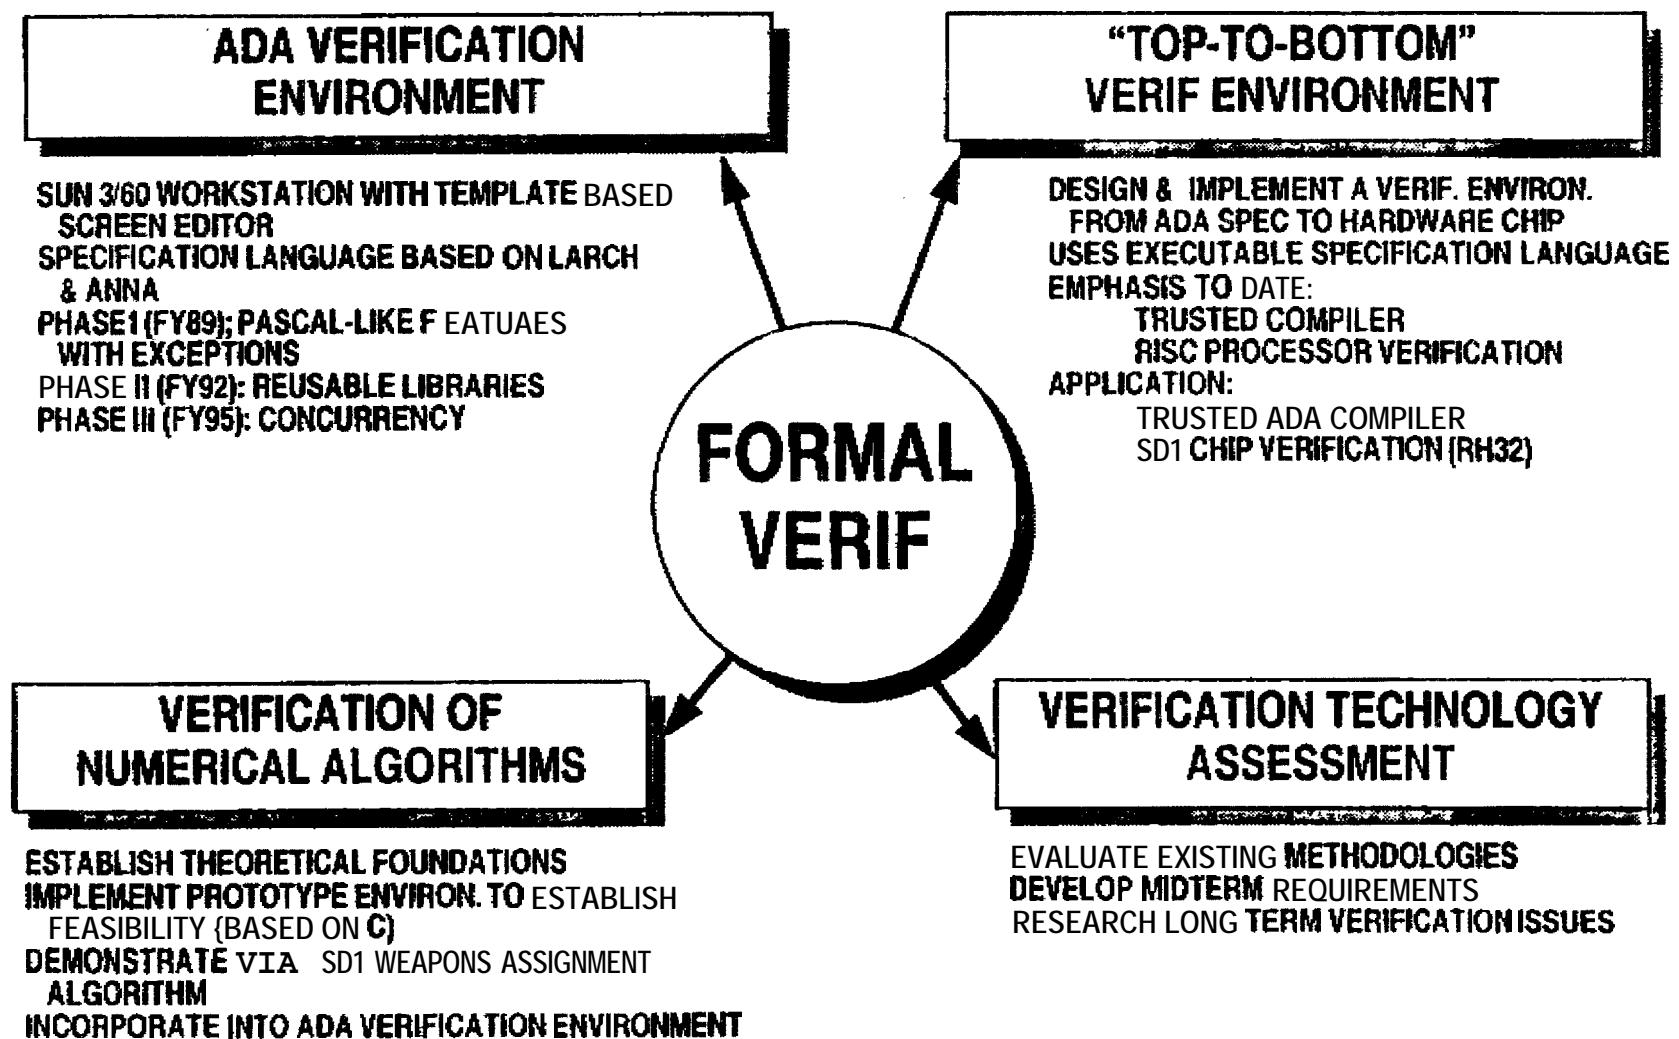 ADA VERIFICATION
ENVIRONMENT
SUN 3/60 WORKSTATION WITH TEMPLATE BASED
SCREEN EDITOR
SPECIFICATION LANGUAGE BASED ON LARCH
& ANNA
PHASE1 (FY89); PASCAL-LIKE F EATUAES
WITH EXCEPTIONS
PHASE II (FY92): REUSABLE LIBRARIES
PHASE III (FY95): CONCURRENCY
"TOP-TO-BOTTOM"
VERIF ENVIRONMENT
DESIGN & IMPLEMENT A VERIF. ENVIRON.
FROM ADA SPEC TO HARDWARE CHIP
USES EXECUTABLE SPECIFICATION LANGUAGE
EMPHASIS TO DATE:
TRUSTED COMPILER
RISC PROCESSOR VERIFICATION
APPLICATION:
TRUSTED ADA COMPILER
SD1 CHIP VERIFICATION (RH32)
FORMAL
VERIF
VERIFICATION OF
NUMERICAL ALGORITHMS
ESTABLISH THEORETICAL FOUNDATIONS
IMPLEMENT PROTOTYPE ENVIRON. TO ESTABLISH
FEASIBILITY {BASED ON C)
DEMONSTRATE VIA SD1 WEAPONS ASSIGNMENT
ALGORITHM
INCORPORATE INTO ADA VERIFICATION ENVIRONMENT
VERIFICATION TECHNOLOGY
ASSESSMENT
EVALUATE EXISTING METHODOLOGIES
DEVELOP MIDTERM REQUIREMENTS
RESEARCH LONG TERM VERIFICATION ISSUES